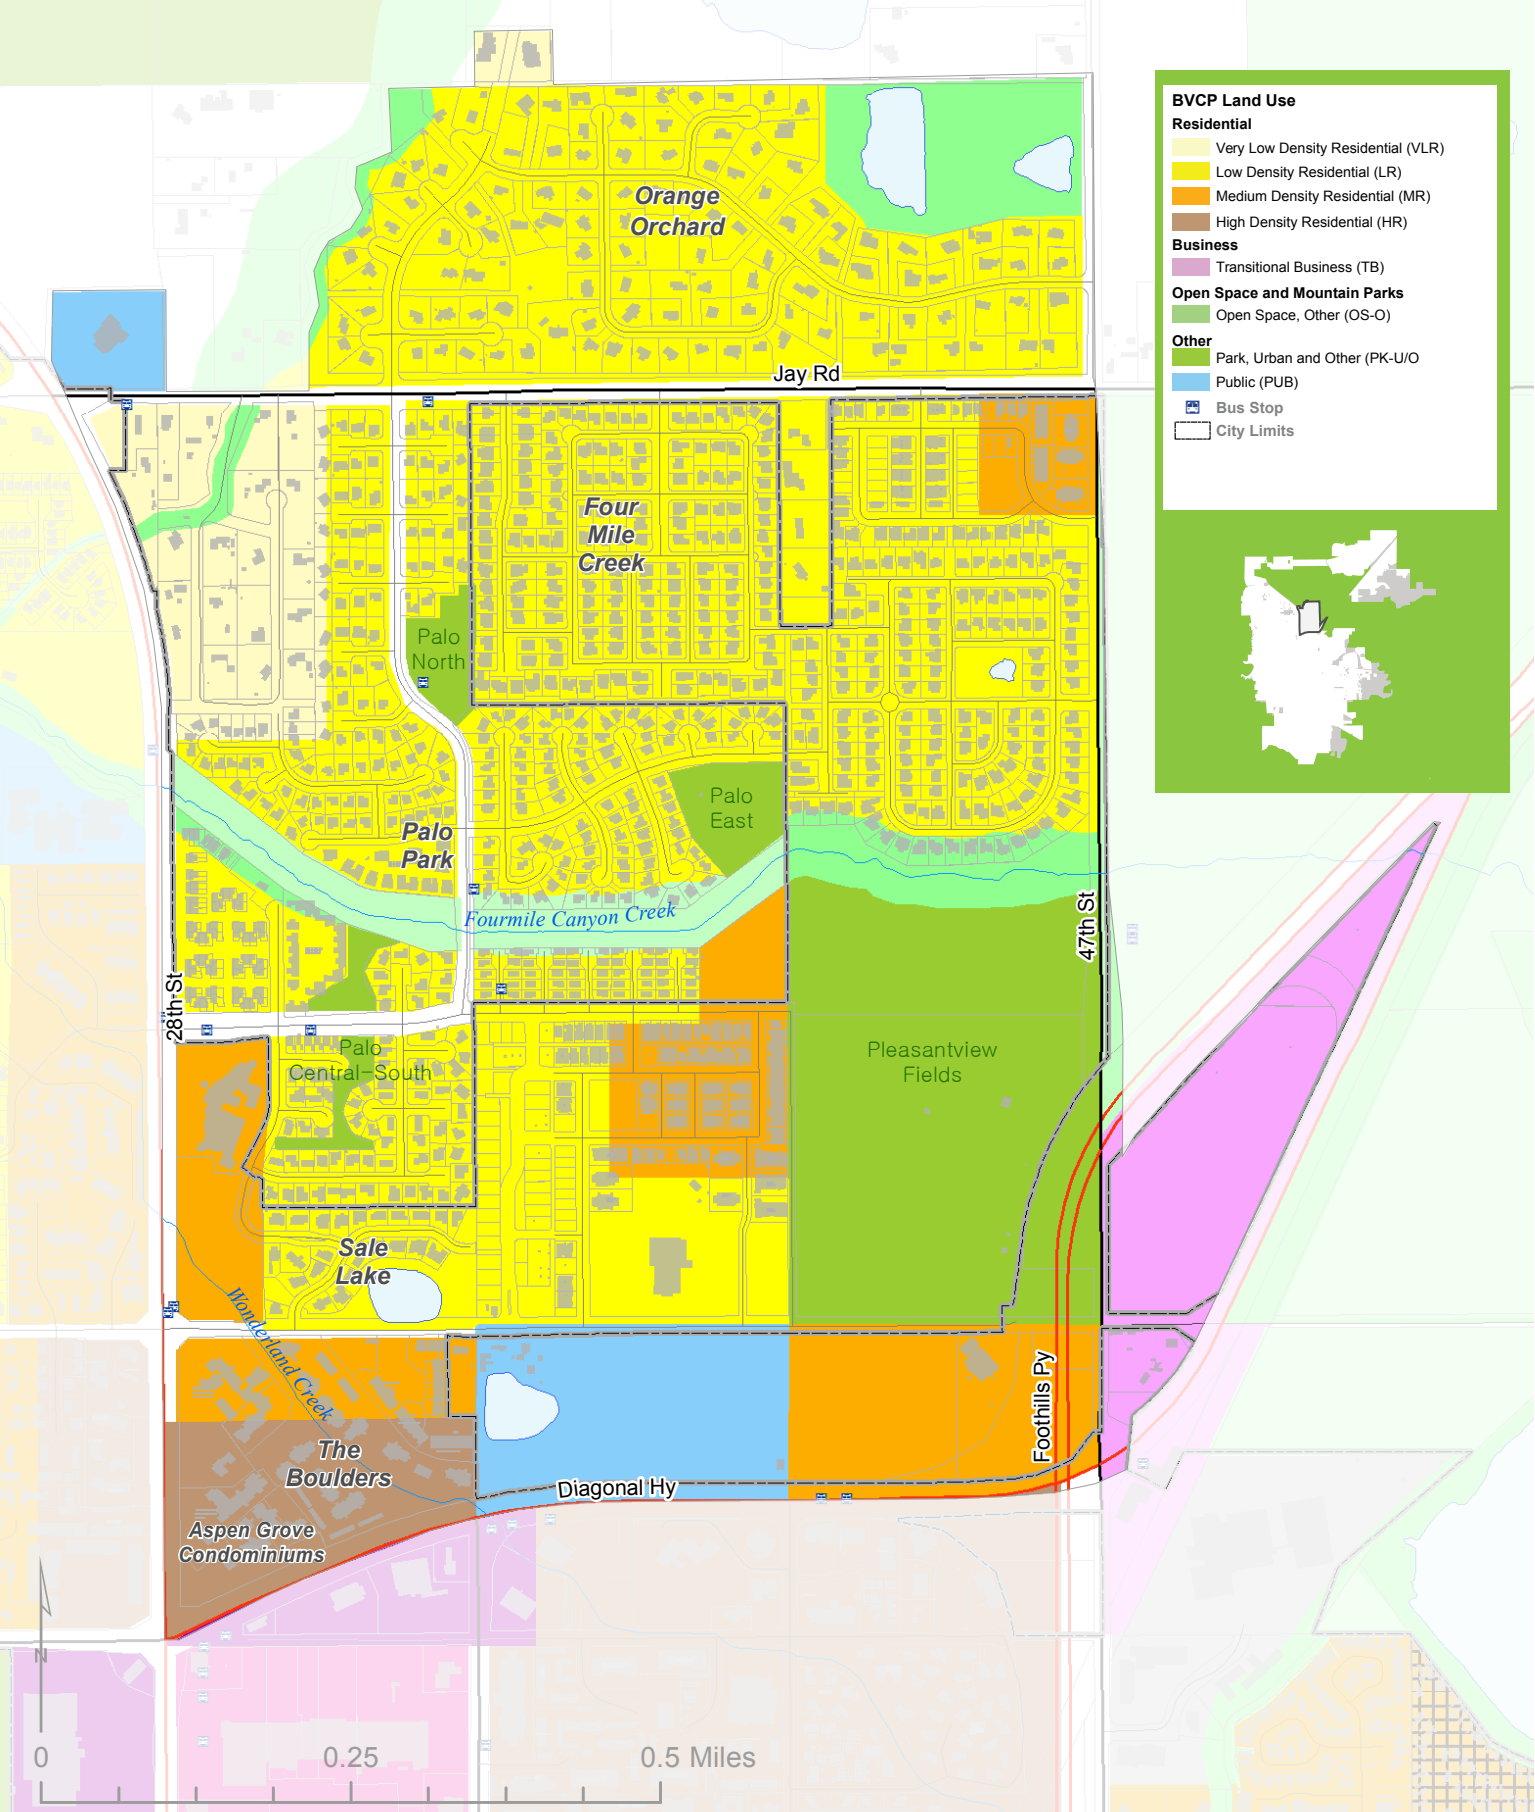 BVCP Land Use
Residential
Very Low Density Residential (VLR)
Low Density Residential (LR)
Medium Density Residential (MR)
High Density Residential (HR)
Business
Transitional Business (TB)
Open Space and Mountain Parks
Open Space, Other (OS-O)
Other
Park, Urban and Other (PK-U/O
Public (PUB)
Bus Stop
City Limits
Orange
Orchard
Jay Rd
Four
Mile
Creek
Palo
North
Palo
East
Palo
Park
Fourmile Canyon Creek
47th St
28th St
Palo
Central-South
Pleasantview
Fields
Sale
Lake
Wonderland Creek
Foothills Py
The
Boulders
Diagonal Hy
Aspen Grove
Condominiums
N
0
0.25
0.5 Miles